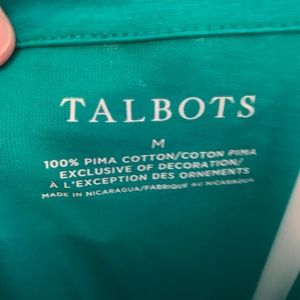 TALBOTS
M
100% PIMA COTTON/COTON PIMA
EXCLUSIVE OF DECORATION/
À L'EXCEPTION DES ORNEMENTS
MADE IN NICARAGUA/FABRIQUÉ AU NICARAGUA